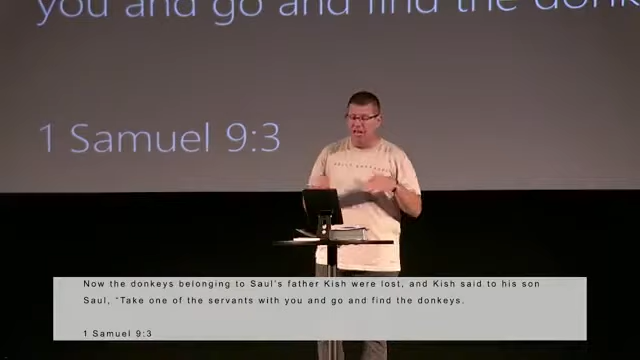 you and go and find the donke
1 Samuel 9:3
Now the donkeys belonging to Saul's father Kish were lost, and Kish said to his son
Saul, "Take one of the servants with you and go and find the donkeys.
1 Samuel 9:3